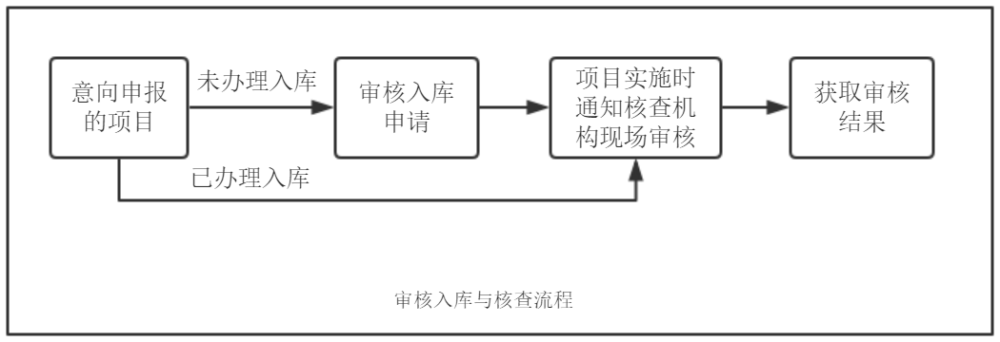 意向申报
的项目
未办理入库
审核入库
申请
项目实施时
通知核查机
构现场审核
获取审核
结果
已办理入库
审核入库与核查流程